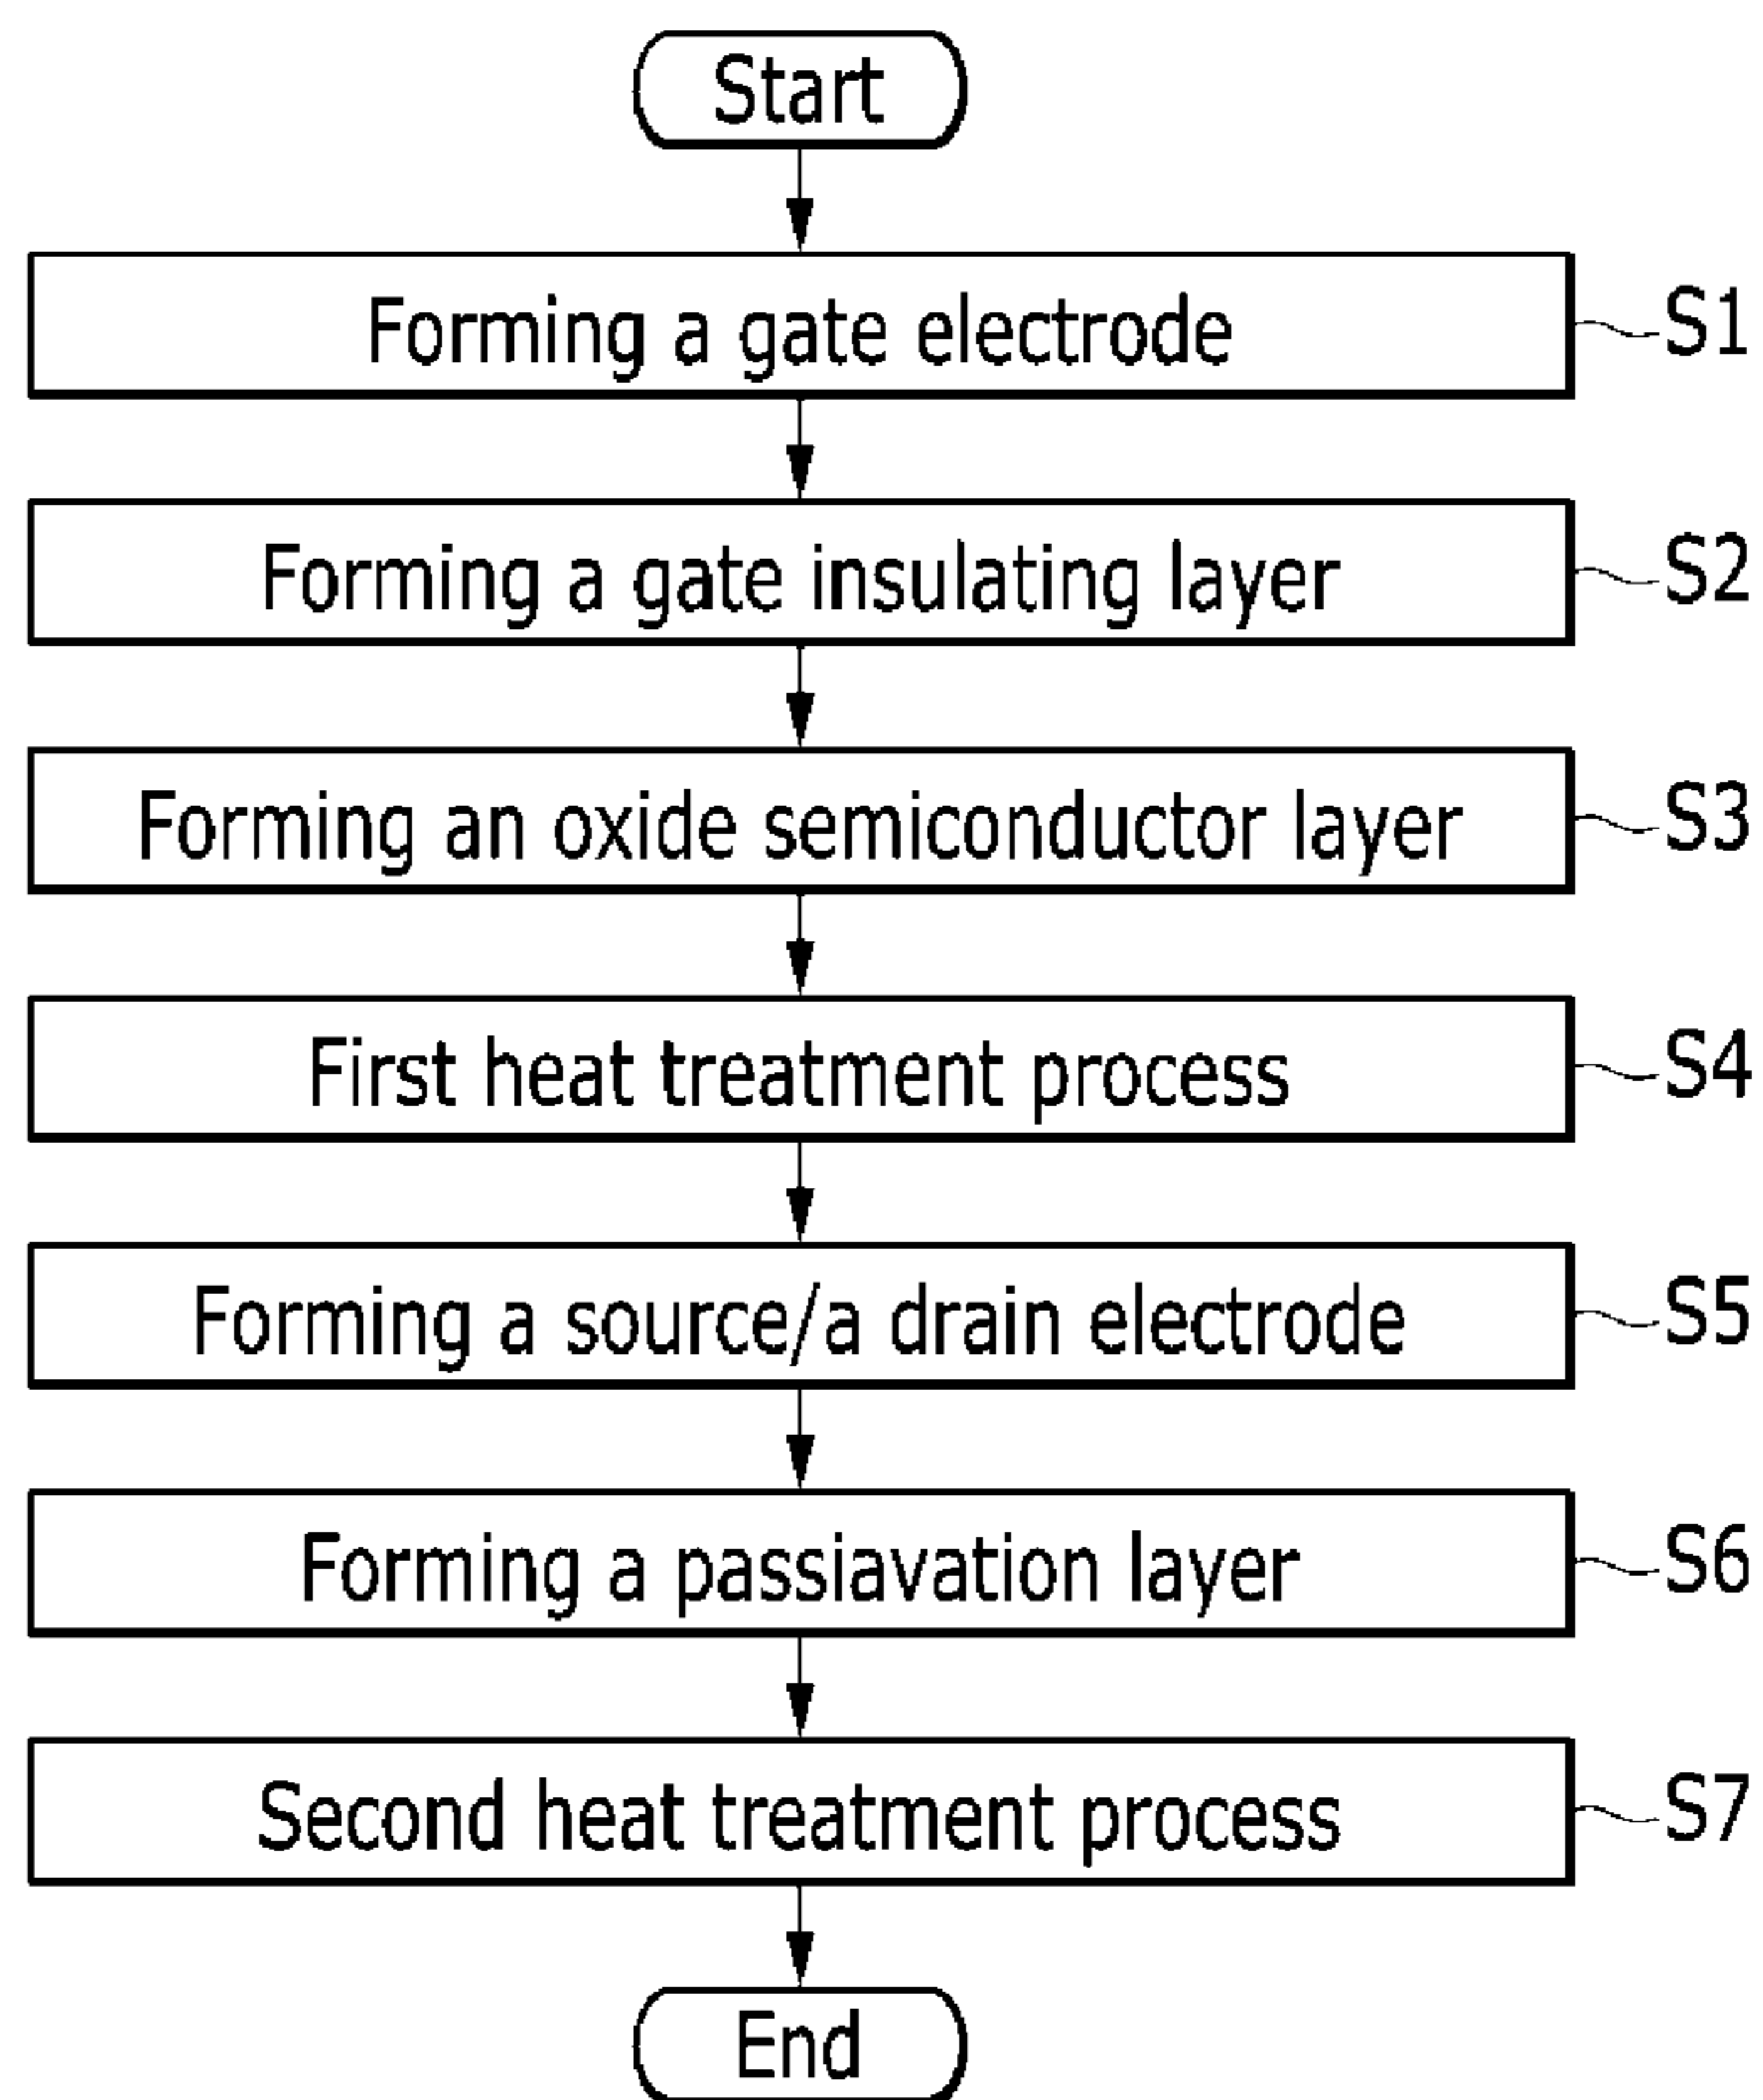 Start
Forming a gate electrode S1
Forming a gate insulating layer S2
Forming an oxide semiconductor layer S3
First heat treatment process S4
Forming a source/a drain electrode S5
Forming a passiavation layer S6
Second heat treatment process S7
End